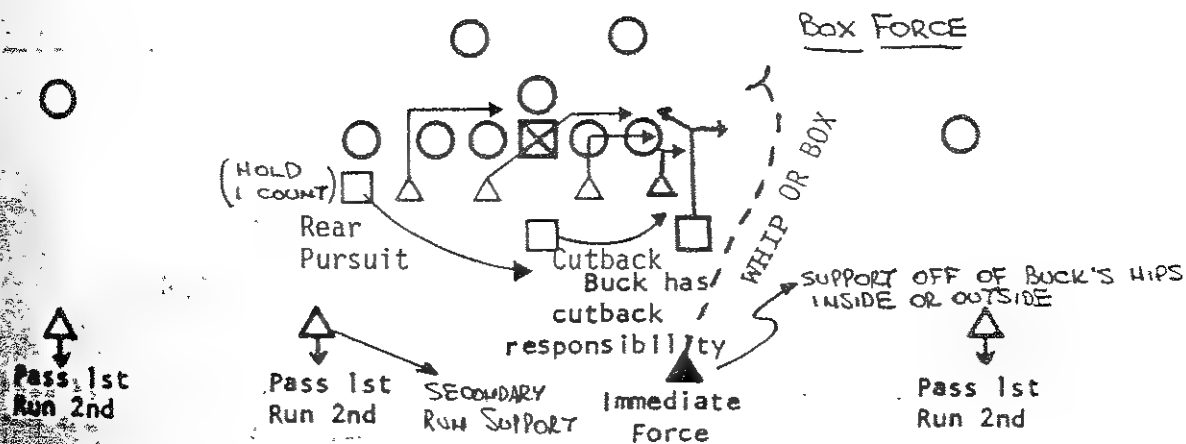 BOX FORCE
(HOLD
1 COUNT)
Rear
Pursuit
Cutback
Buck has
cutback
responsibility
WHIP OR BOX
SUPPORT OFF OF BUCK'S HIPS
INSIDE OR OUTSIDE
Pass 1st
Run 2nd
Pass 1st
Run 2nd
SECONDARY
RUN SUPPORT
Immediate
Force
Pass 1st
Run 2nd